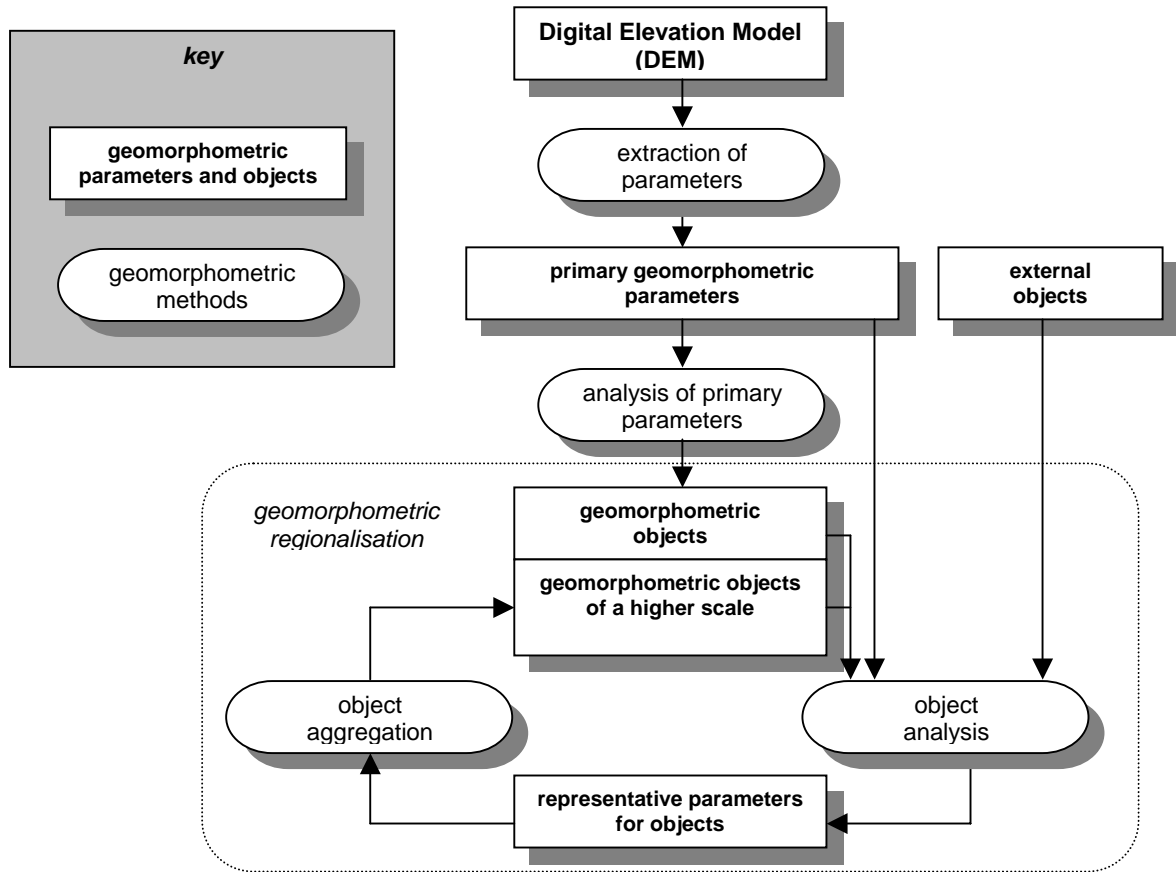 key
geomorphometric
parameters and objects
geomorphometric
methods
Digital Elevation Model
(DEM)
extraction of
parameters
primary geomorphometric
parameters
external
objects
analysis of primary
parameters
geomorphometric
regionalisation
geomorphometric
objects
geomorphometric objects
of a higher scale
object
aggregation
object
analysis
representative parameters
for objects